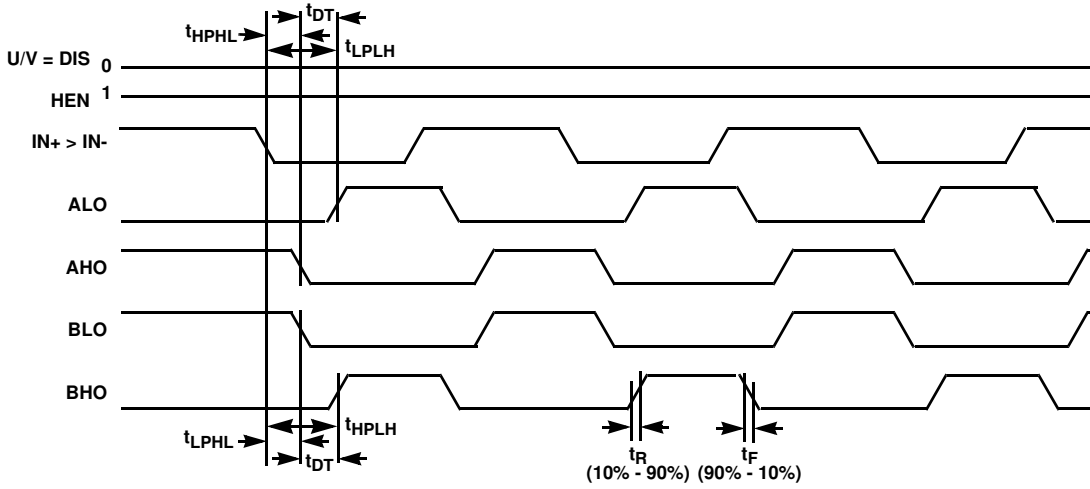 tDT
tHPHL
tLPLH
U/V = DIS 0
HEN 1
IN+ > IN-
ALO
AHO
BLO
BHO
tHPLH
tLPHL
tDT
tR tF
(10% - 90%) (90% - 10%)